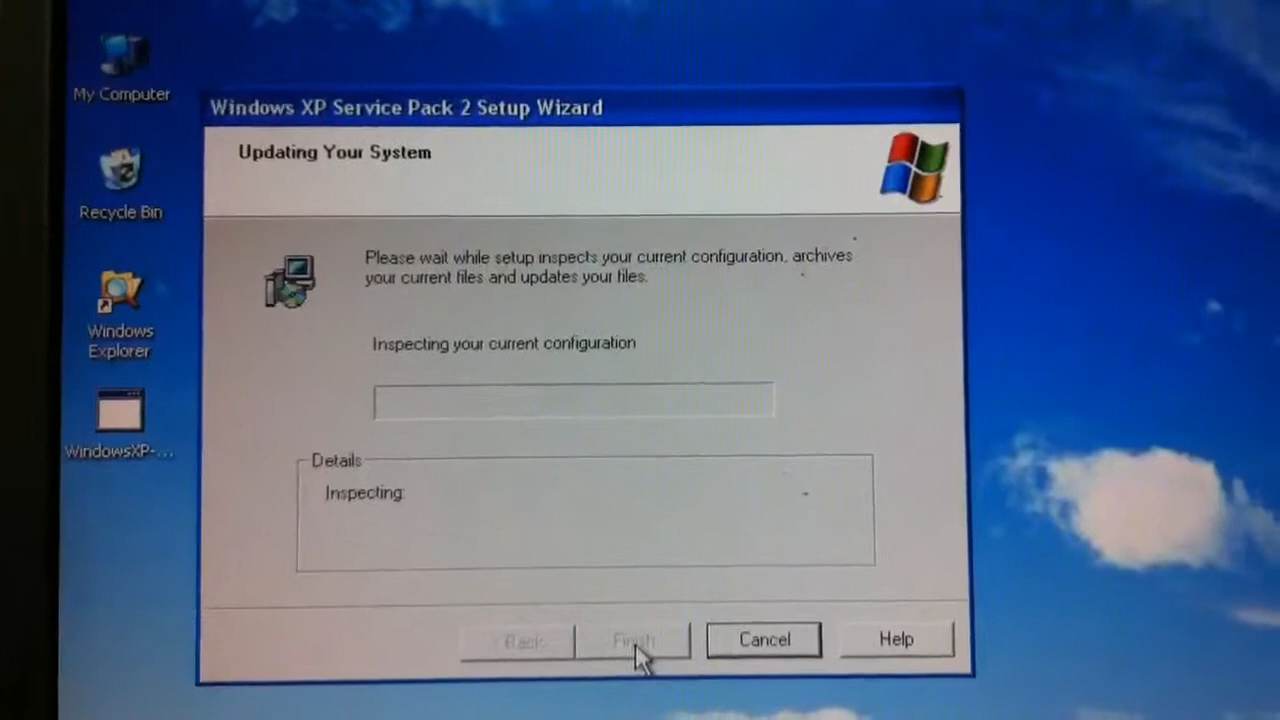 My Computer
Recycle Bin
Windows
Explorer
WindowsXP-...
Windows XP Service Pack 2 Setup Wizard
Updating Your System
Please wait while setup inspects your current configuration, archives
your current files and updates your files.
Inspecting your current configuration
Details
Inspecting:
< Back
Finish
Cancel
Help